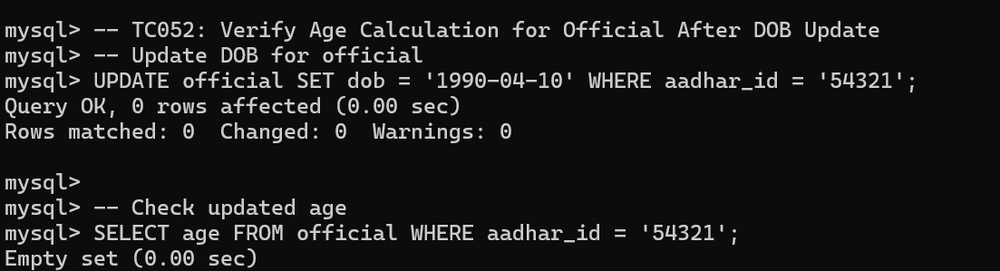 mysql> -- TC052: Verify Age Calculation for Official After DOB Update
mysql> -- Update DOB for official
mysql> UPDATE official SET dob = '1990-04-10' WHERE aadhar_id = '54321';
Query OK, 0 rows affected (0.00 sec)
Rows matched: 0  Changed: 0  Warnings: 0
mysql>
mysql> -- Check updated age
mysql> SELECT age FROM official WHERE aadhar_id = '54321';
Empty set (0.00 sec)